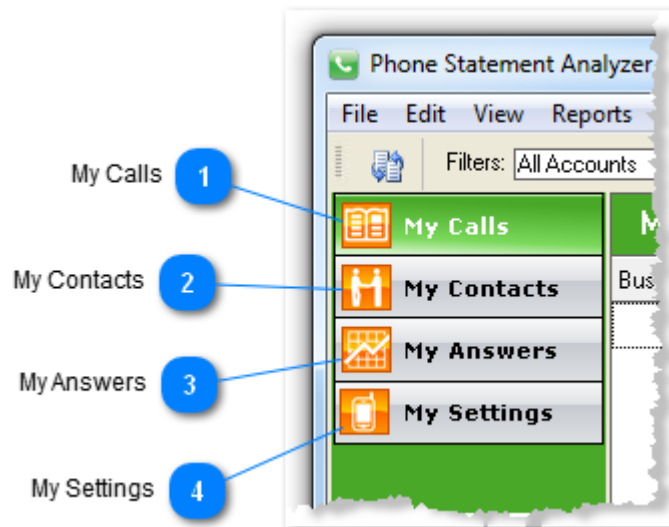 Phone Statement Analyzer
File Edit View Reports
Filters: All Accounts
My Calls 1
My Calls
My Contacts 2
My Contacts
My Answers 3
My Answers
My Settings 4
My Settings